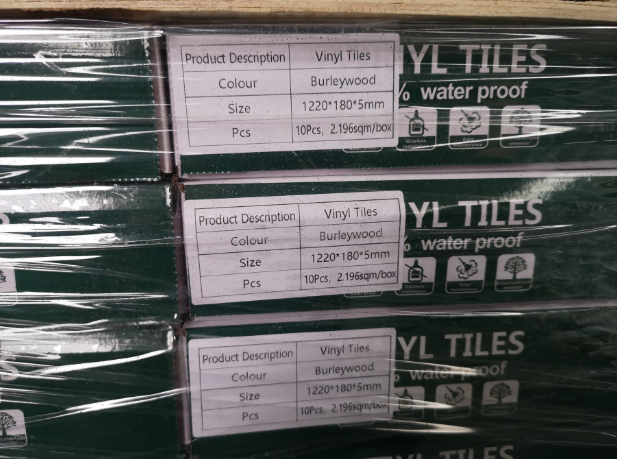 Product Description Vinyl Tiles
Colour Burleywood
Size 1220*180*5mm
Pcs 10Pcs, 2.196sqm/box
YL TILES
% water proof
Product Description Vinyl Tiles
Colour Burleywood
Size 1220*180*5mm
Pcs 10Pcs, 2.196sqm/box
YL TILES
water proof
Product Description Vinyl Tiles
Colour Burleywood
Size 1220*180*5mm
Pcs 10Pcs, 2.196sqm/box
YL TILES
% water proof
YL TILES